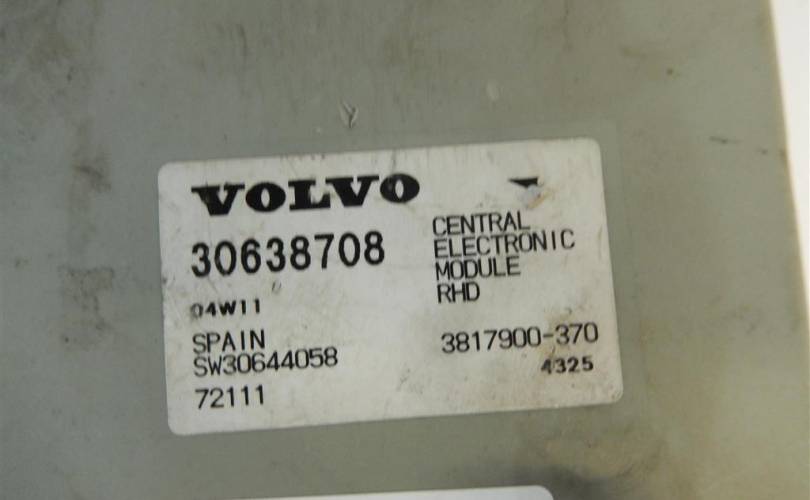 VOLVO
30638708
CENTRAL
ELECTRONIC
MODULE
RHD
04W11
SPAIN
SW30644058
72111
3817900-370
4325